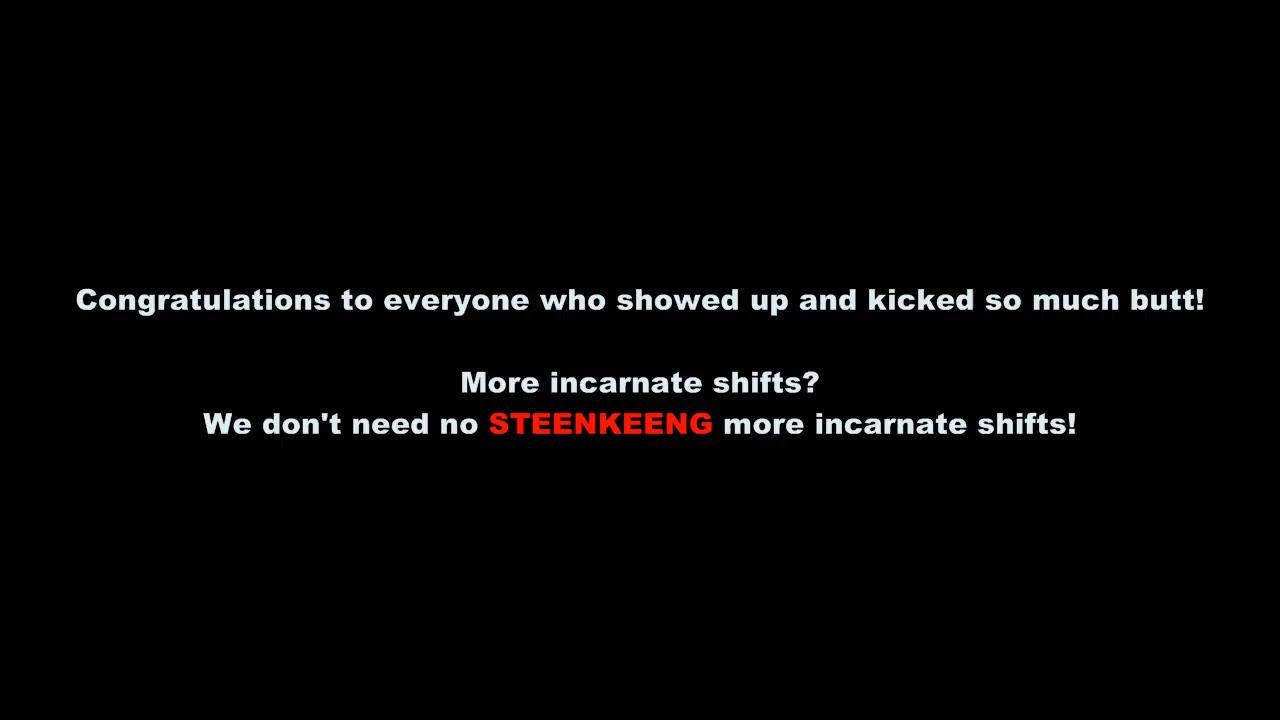 Congratulations to everyone who showed up and kicked so much butt!
More incarnate shifts?
We don't need no STEENKEENG more incarnate shifts!